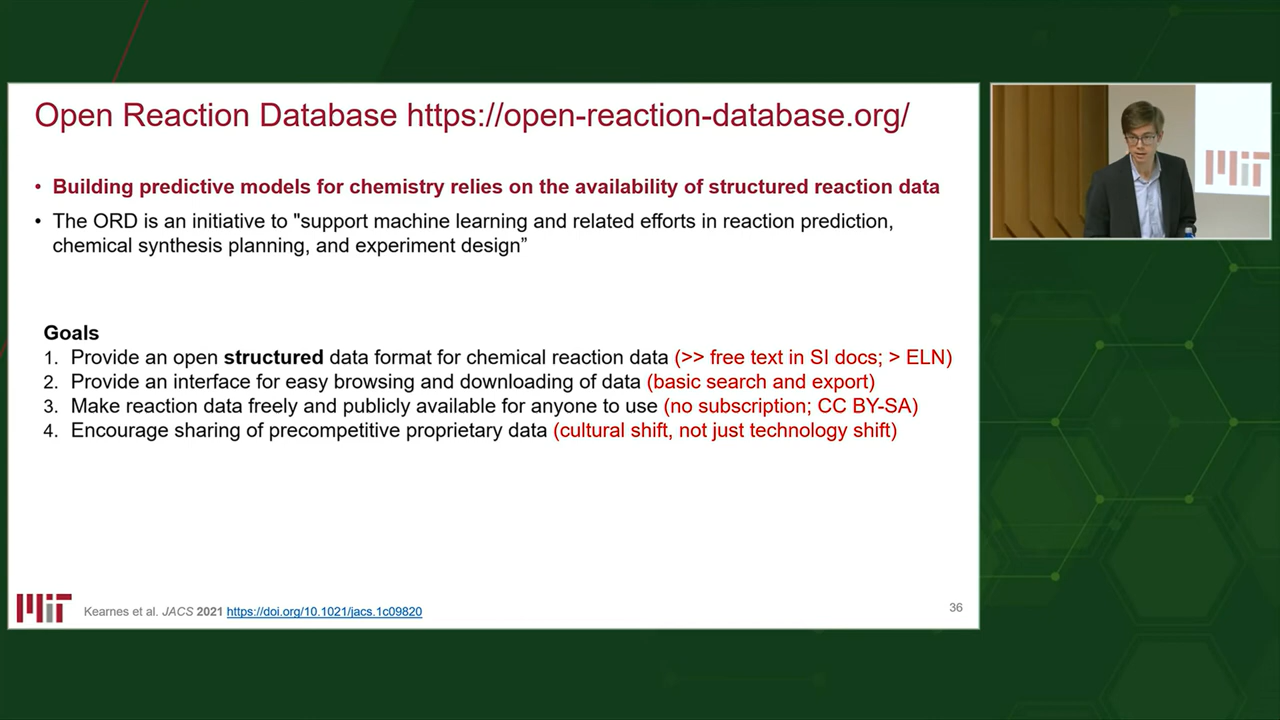 Open Reaction Database https://open-reaction-database.org/
• Building predictive models for chemistry relies on the availability of structured reaction data
• The ORD is an initiative to "support machine learning and related efforts in reaction prediction,
chemical synthesis planning, and experiment design”
Goals
1. Provide an open structured data format for chemical reaction data (>> free text in SI docs; > ELN)
2. Provide an interface for easy browsing and downloading of data (basic search and export)
3. Make reaction data freely and publicly available for anyone to use (no subscription; CC BY-SA)
4. Encourage sharing of precompetitive proprietary data (cultural shift, not just technology shift)
MIT
Kearnes et al. JACS 2021 https://doi.org/10.1021/jacs.1c09820
36
MIT